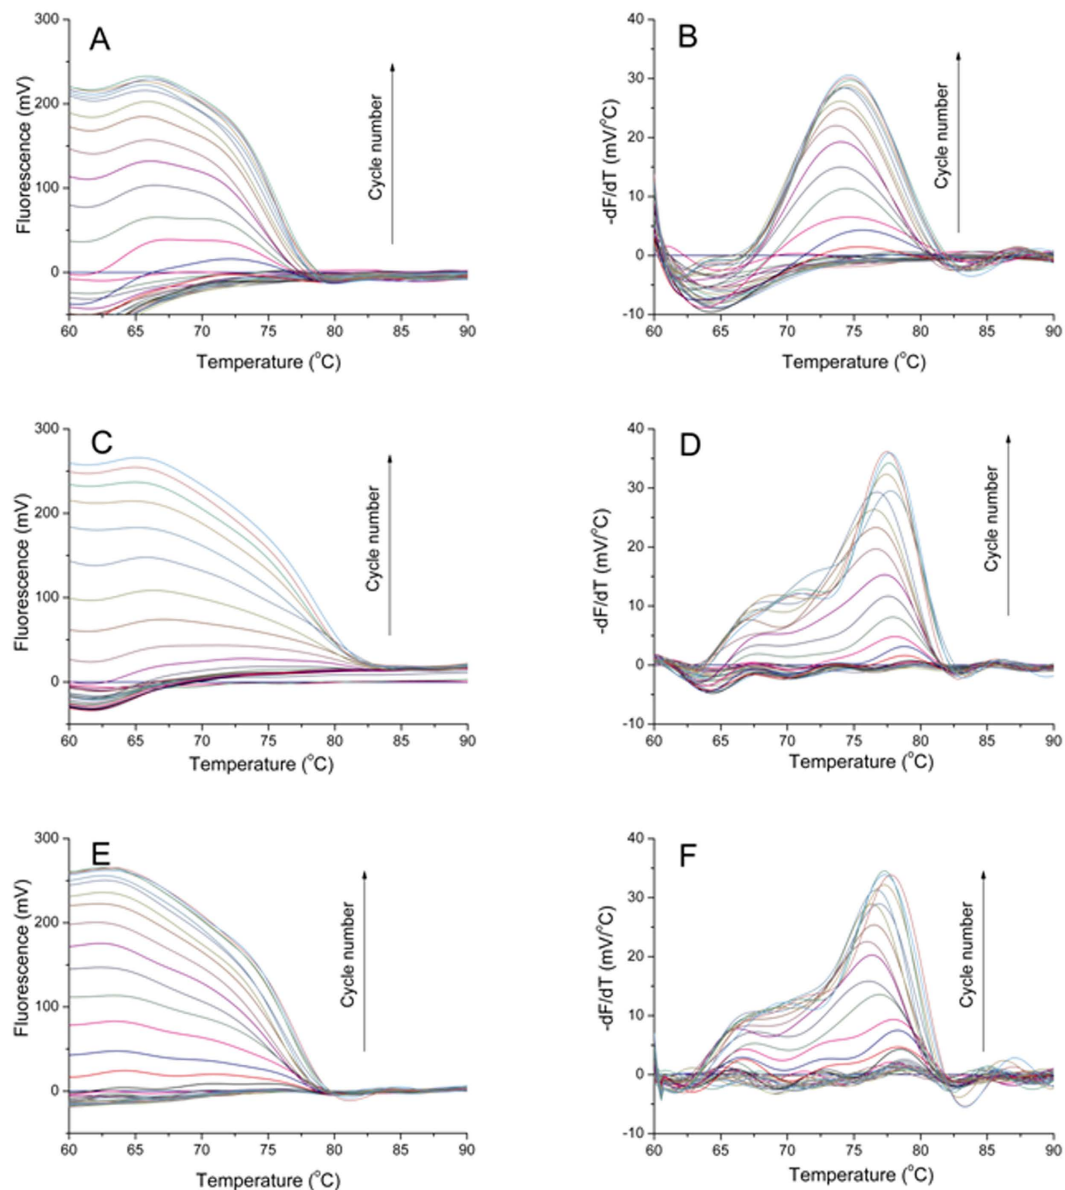 A
300
200
100
0
Fluorescence (mV)
Cycle number
60 65 70 75 80 85 90
Temperature (°C)
B
40
30
20
10
0
-10
-dF/dT (mV/°C)
Cycle number
60 65 70 75 80 85 90
Temperature (°C)
C
300
200
100
0
Fluorescence (mV)
Cycle number
60 65 70 75 80 85 90
Temperature (°C)
D
40
30
20
10
0
-10
-dF/dT (mV/°C)
Cycle number
60 65 70 75 80 85 90
Temperature (°C)
E
300
200
100
0
Fluorescence (mV)
Cycle number
60 65 70 75 80 85 90
Temperature (°C)
F
40
30
20
10
0
-10
-dF/dT (mV/°C)
Cycle number
60 65 70 75 80 85 90
Temperature (°C)